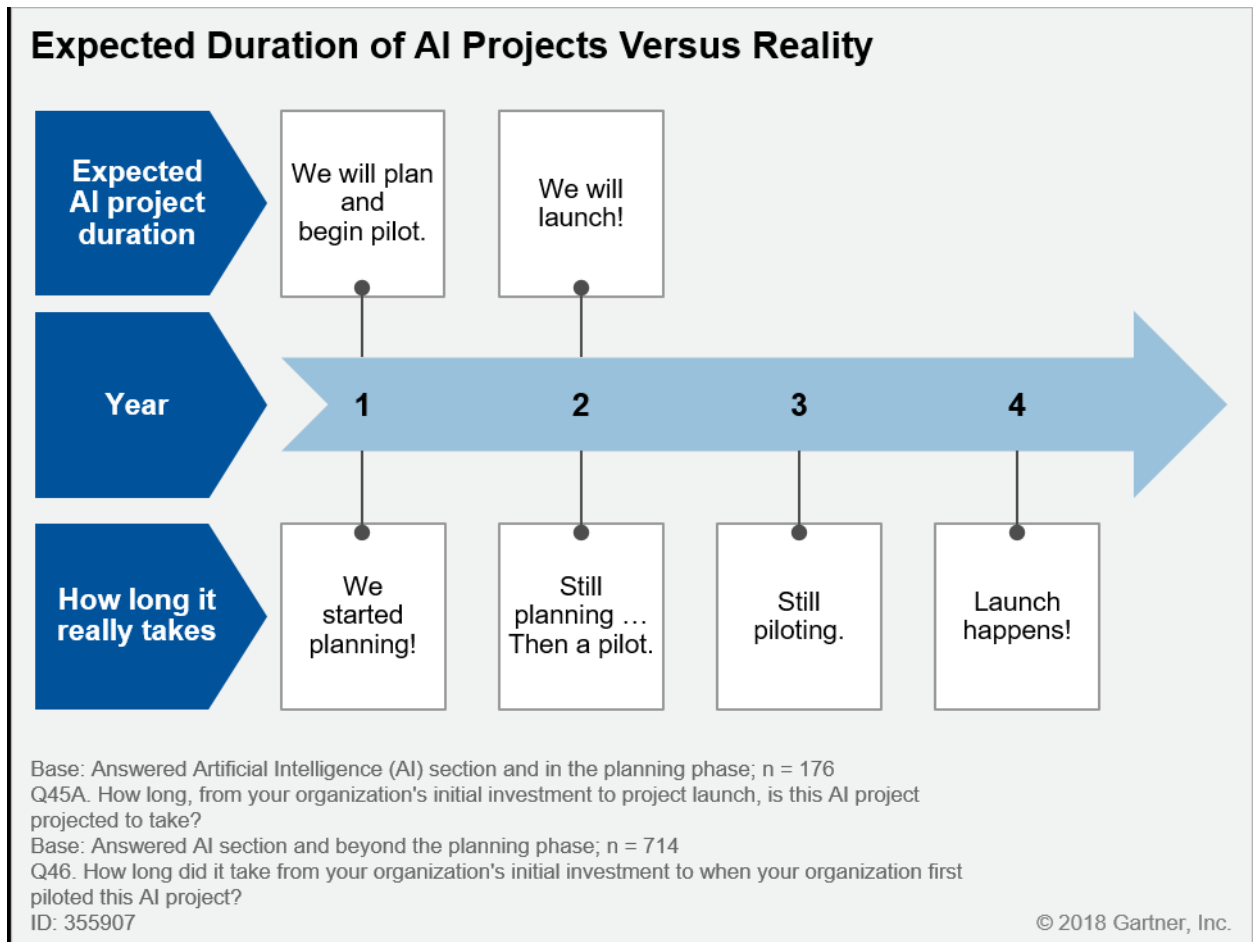 Expected Duration of AI Projects Versus Reality
Expected
AI project
duration
We will plan
and
begin pilot.
We will
launch!
Year
1
2
3
4
How long it
really takes
We
started
planning!
Still
planning …
Then a pilot.
Still
piloting.
Launch
happens!
Base: Answered Artificial Intelligence (AI) section and in the planning phase; n = 176
Q45A. How long, from your organization's initial investment to project launch, is this AI project
projected to take?
Base: Answered AI section and beyond the planning phase; n = 714
Q46. How long did it take from your organization's initial investment to when your organization first
piloted this AI project?
ID: 355907
© 2018 Gartner, Inc.